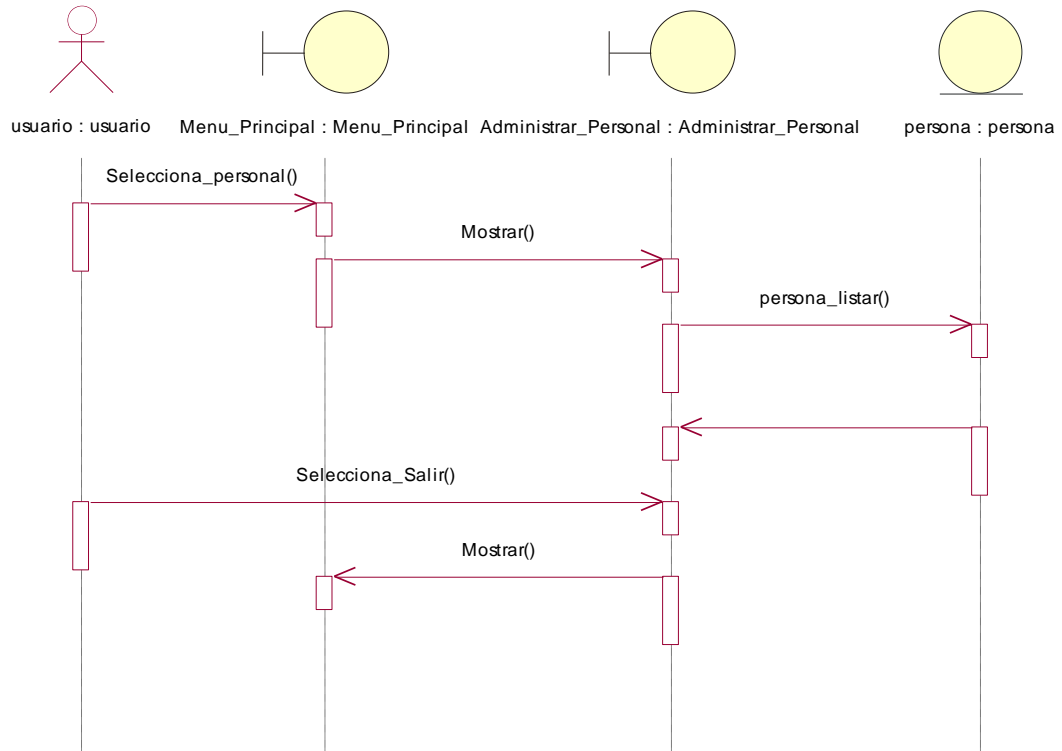 usuario : usuario
Menu_Principal : Menu_Principal
Administrar_Personal : Administrar_Personal
persona : persona
Selecciona_personal()
Mostrar()
persona_listar()
Selecciona_Salir()
Mostrar()